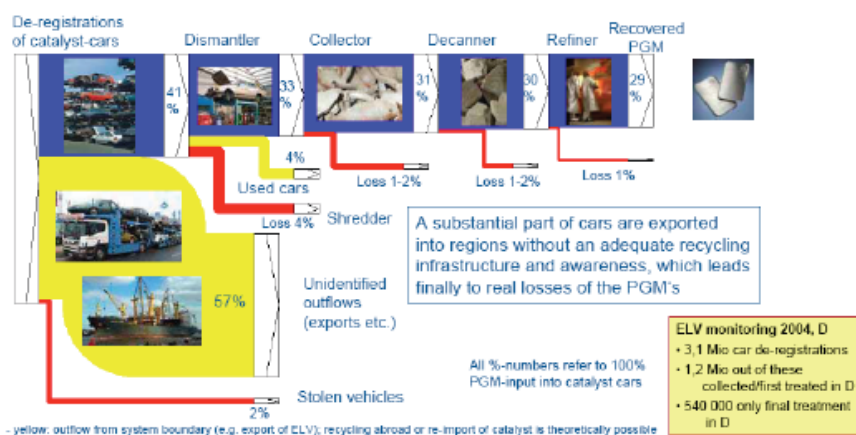 De-registrations
of catalyst-cars
Dismantler
Collector
Decanner
Refiner
Recovered
PGM
41
%
33
%
31
%
30
%
29
%
4%
Used cars
Loss 4%
Shredder
Loss 1-2%
Loss 1-2%
Loss 1%
A substantial part of cars are exported
into regions without an adequate recycling
infrastructure and awareness, which leads
finally to real losses of the PGM's
57%
Unidentified
outflows
(exports etc.)
All %-numbers refer to 100%
PGM-input into catalyst cars
Stolen vehicles
2%
ELV monitoring 2004, D
• 3,1 Mio car de-registrations
• 1,2 Mio out of these
collected/first treated in D
• 540 000 only final treatment
in D
- yellow: outflow from system boundary (e.g. export of ELV); recycling abroad or re-import of catalyst is theoretically possible